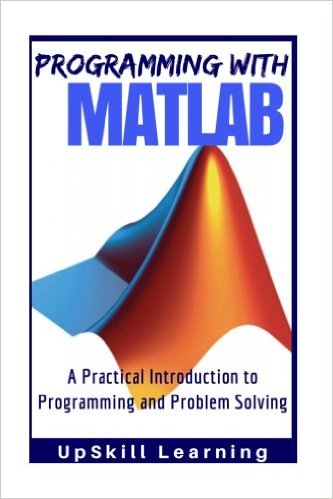 PROGRAMMING WITH
MATLAB
A Practical Introduction to
Programming and Problem Solving
UpSkill Learning